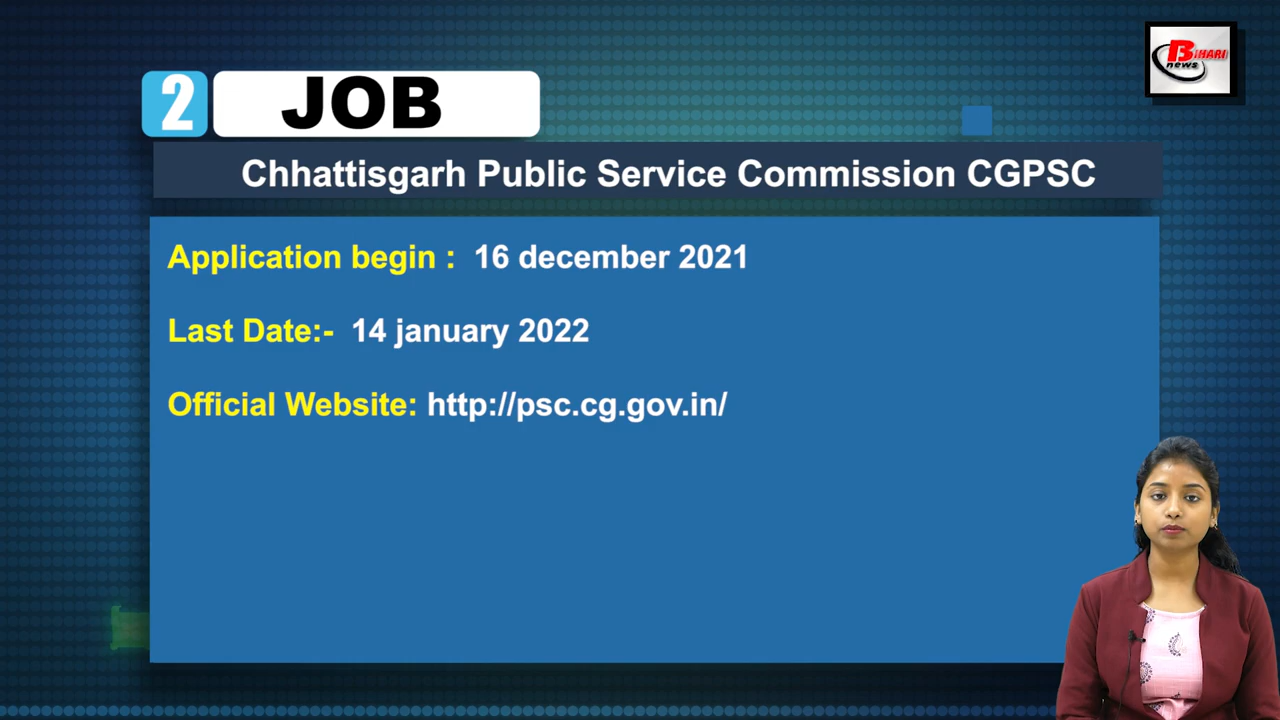 2 JOB
BIHARI
news
Chhattisgarh Public Service Commission CGPSC
Application begin : 16 december 2021
Last Date:- 14 january 2022
Official Website: http://psc.cg.gov.in/